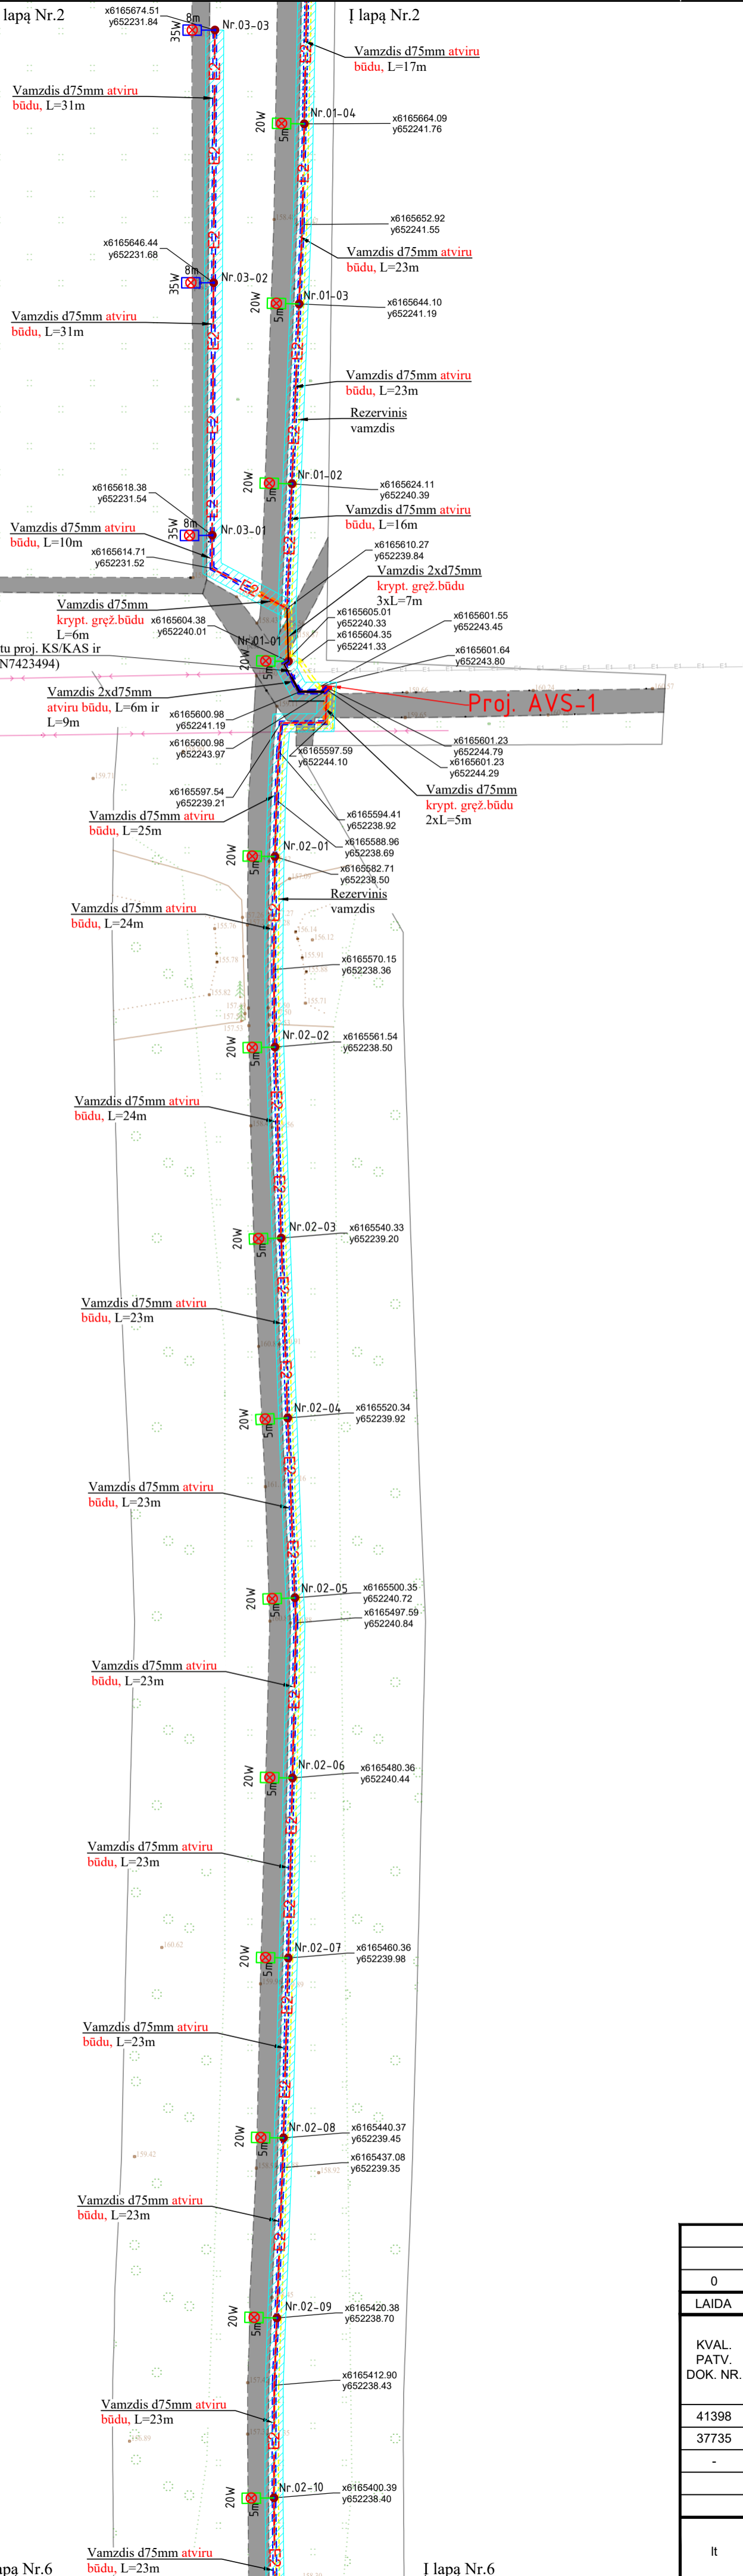 lapą Nr.2
Į lapą Nr.2
x6165674.51
y652231.84
8m
35W
Nr.03-03
E2
Vamzdis d75mm atviru
būdu, L=17m
Vamzdis d75mm atviru
būdu, L=31m
20W
5m
Nr.01-04
x6165664.09
y652241.76
x6165652.92
y652241.55
x6165646.44
y652231.68
8m
35W
Nr.03-02
Vamzdis d75mm atviru
būdu, L=23m
20W
5m
Nr.01-03
x6165644.10
y652241.19
Vamzdis d75mm atviru
būdu, L=31m
Vamzdis d75mm atviru
būdu, L=23m
Rezervinis
vamzdis
20W
5m
Nr.01-02
x6165624.11
y652240.39
x6165618.38
y652231.54
8m
35W
Nr.03-01
Vamzdis d75mm atviru
būdu, L=16m
Vamzdis d75mm atviru
būdu, L=10m
x6165614.71
y652231.52
x6165610.27
y652239.84
Vamzdis 2xd75mm
krypt. gręž.būdu
3xL=7m
Vamzdis d75mm
krypt. gręž.būdu
L=6m
x6165604.38
y652240.01
x6165605.01
y652240.33
x6165604.35
y652241.33
x6165601.55
y652243.45
Nr.01-01
20W
tu proj. KS/KAS ir
N7423494)
x6165601.64
y652243.80
Vamzdis 2xd75mm
atviru būdu, L=6m ir
L=9m
Proj. AVS-1
x6165600.98
y652241.19
x6165600.98
y652243.97
x6165601.23
y652244.79
x6165601.23
y652244.29
x6165597.59
y652244.10
x6165597.54
y652239.21
Vamzdis d75mm
krypt. gręž.būdu
2xL=5m
Vamzdis d75mm atviru
būdu, L=25m
x6165594.41
y652238.92
x6165588.96
y652238.69
20W
5m
Nr.02-01
x6165582.71
y652238.50
Rezervinis
vamzdis
Vamzdis d75mm atviru
būdu, L=24m
x6165570.15
y652238.36
20W
5m
Nr.02-02
x6165561.54
y652238.50
Vamzdis d75mm atviru
būdu, L=24m
20W
5m
Nr.02-03
x6165540.33
y652239.20
Vamzdis d75mm atviru
būdu, L=23m
20W
5m
Nr.02-04
x6165520.34
y652239.92
Vamzdis d75mm atviru
būdu, L=23m
20W
5m
Nr.02-05
x6165500.35
y652240.72
x6165497.59
y652240.84
Vamzdis d75mm atviru
būdu, L=23m
20W
5m
Nr.02-06
x6165480.36
y652240.44
Vamzdis d75mm atviru
būdu, L=23m
160.62
20W
5m
Nr.02-07
x6165460.36
y652239.98
Vamzdis d75mm atviru
būdu, L=23m
20W
5m
Nr.02-08
x6165440.37
y652239.45
159.42
158.92
x6165437.08
y652239.35
Vamzdis d75mm atviru
būdu, L=23m
20W
5m
Nr.02-09
x6165420.38
y652238.70
x6165412.90
y652238.43
Vamzdis d75mm atviru
būdu, L=23m
20W
5m
Nr.02-10
x6165400.39
y652238.40
Vamzdis d75mm atviru
būdu, L=23m
apą Nr.6
Į lapą Nr.6
0
LAIDA
KVAL.
PATV.
DOK. NR.
41398
37735
-
lt